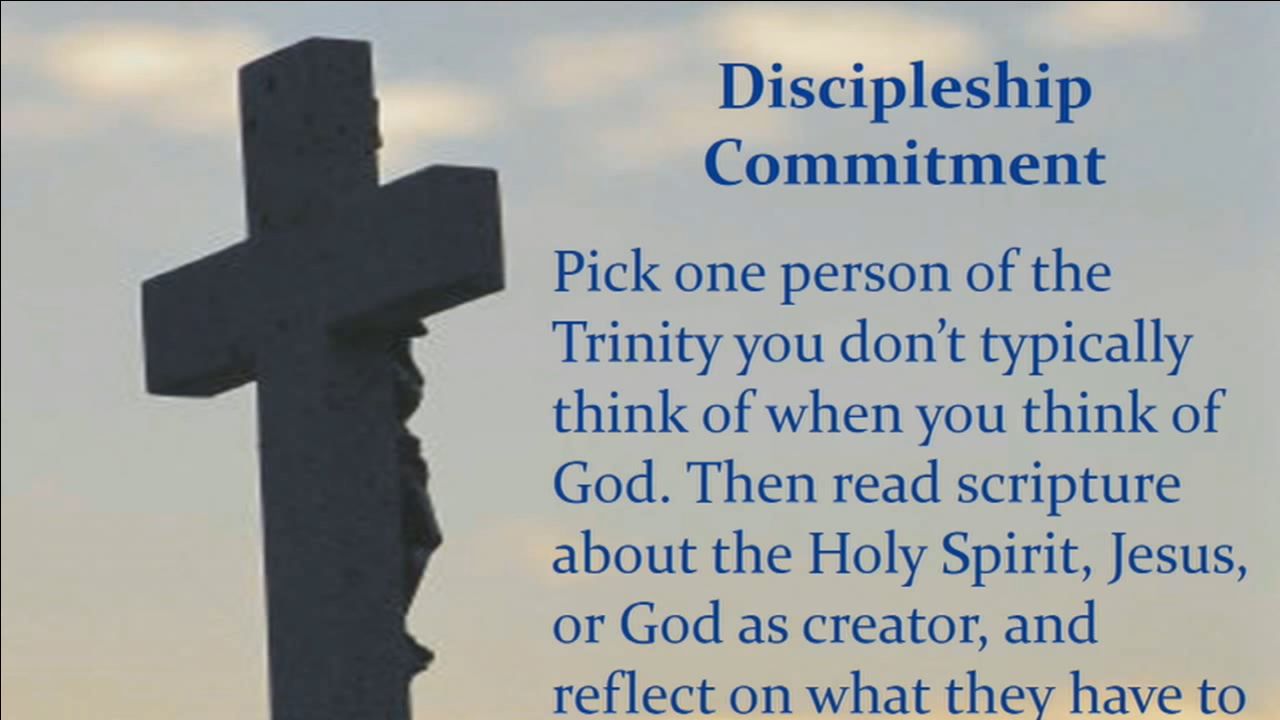 Discipleship
Commitment
Pick one person of the
Trinity you don’t typically
think of when you think of
God. Then read scripture
about the Holy Spirit, Jesus,
or God as creator, and
reflect on what they have to